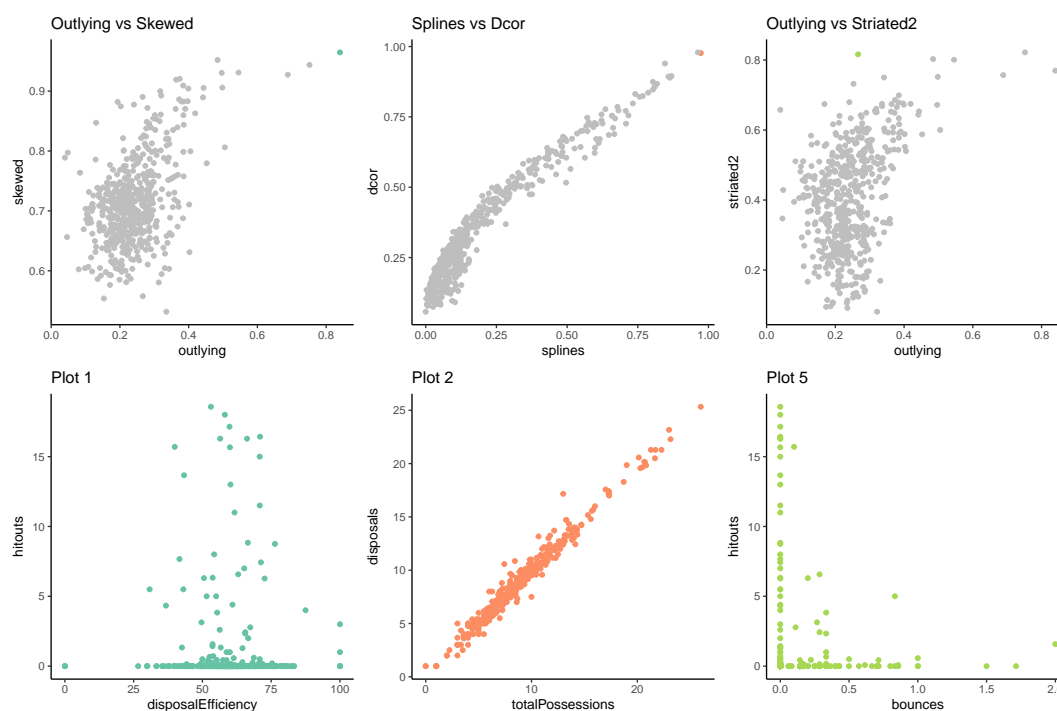 Outlying vs Skewed
Splines vs Dcor
Outlying vs Striated2
skewed
0.9
0.8
0.7
0.6
0.0
0.2
0.4
0.6
0.8
outlying
dcor
1.00
0.75
0.50
0.25
0.00
0.25
0.50
0.75
1.00
splines
striated2
0.8
0.6
0.4
0.2
0.0
0.2
0.4
0.6
0.8
outlying
Plot 1
Plot 2
Plot 5
hitouts
15
10
5
0
0
25
50
75
100
disposalEfficiency
disposals
25
20
15
10
5
0
0
10
20
totalPossessions
hitouts
15
10
5
0
0.0
0.5
1.0
1.5
bounces